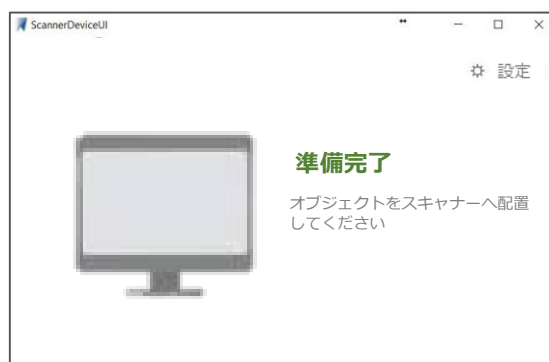 ScannerDeviceUI
設定
準備完了
オブジェクトをスキャナーへ配置
してください